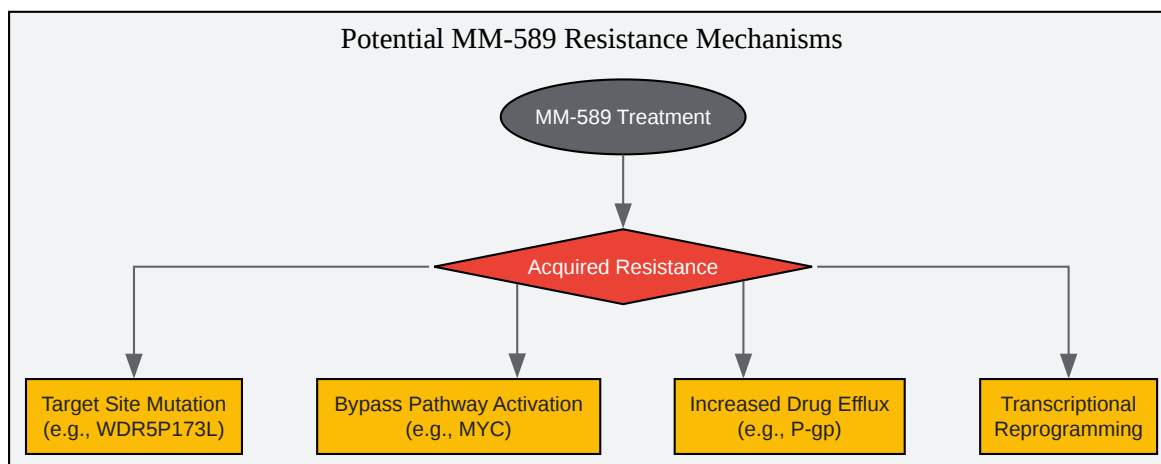 Potential MM-589 Resistance Mechanisms
MM-589 Treatment
Acquired Resistance
Target Site Mutation
(e.g., WDR5P173L)
Bypass Pathway Activation
(e.g., MYC)
Increased Drug Efflux
(e.g., P-gp)
Transcriptional
Reprogramming